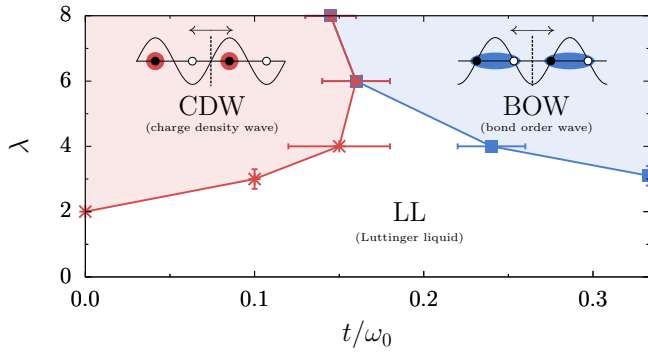 8
6
4
2
0
λ
CDW
(charge density wave)
BOW
(bond order wave)
LL
(Luttinger liquid)
0.0
0.1
0.2
0.3
t/ω₀